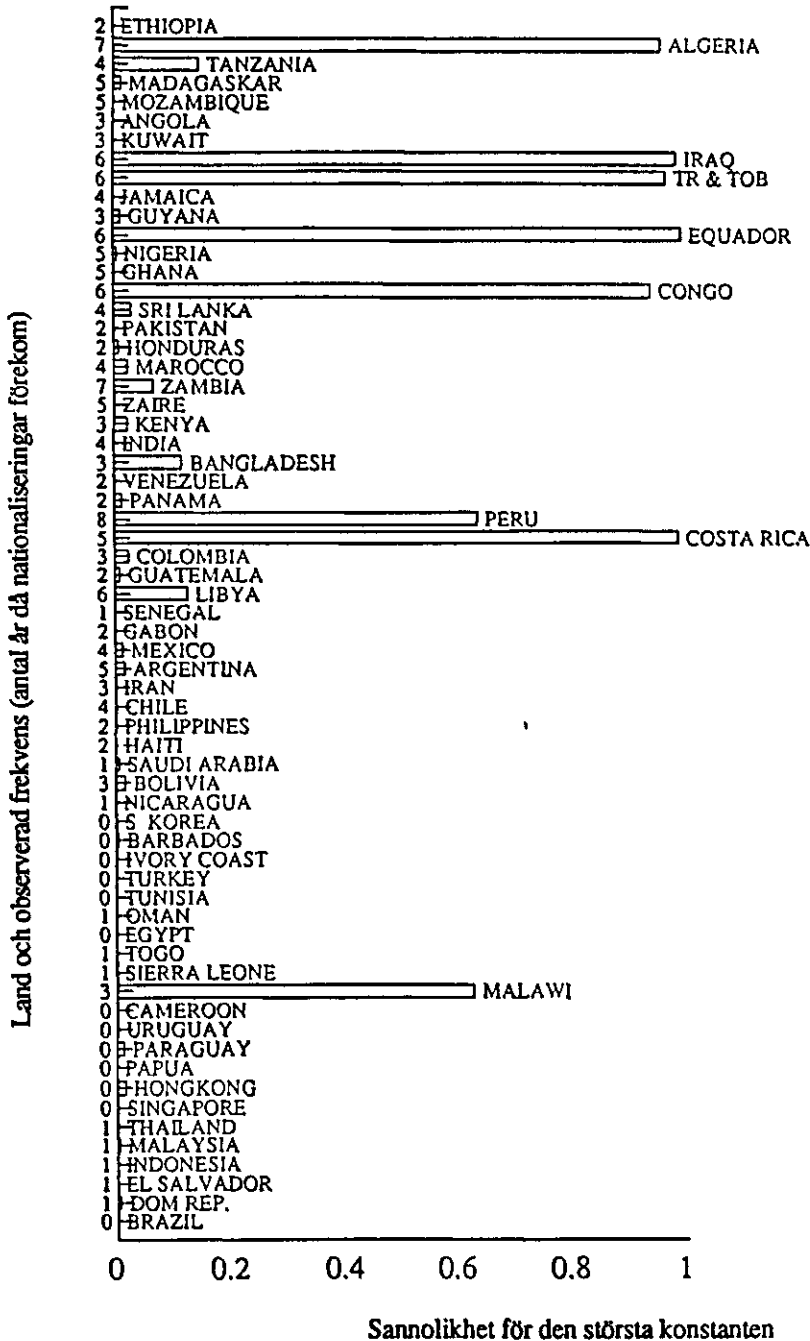 Land och observerad frekvens (antal år då nationaliseringar förekom)
2 ETHIOPIA
7 ALGERIA
4 TANZANIA
5 MADAGASKAR
5 MOZAMBIQUE
3 ANGOLA
3 KUWAIT
6 IRAQ
6 TR & TOB
4 JAMAICA
3 GUYANA
6 EQUADOR
5 NIGERIA
5 GHANA
6 CONGO
4 SRI LANKA
2 PAKISTAN
2 HONDURAS
4 MAROCCO
7 ZAMBIA
5 ZAIRE
3 KENYA
4 INDIA
3 BANGLADESH
2 VENEZUELA
2 PANAMA
8 PERU
5 COSTA RICA
3 COLOMBIA
2 GUATEMALA
6 LIBYA
1 SENEGAL
2 GABON
4 MEXICO
5 ARGENTINA
3 IRAN
4 CHILE
2 PHILIPPINES
2 HAITI
1 SAUDI ARABIA
3 BOLIVIA
1 NICARAGUA
0 S KOREA
0 BARBADOS
0 IVORY COAST
0 TURKEY
0 TUNISIA
1 OMAN
0 EGYPT
1 TOGO
1 SIERRA LEONE
3 MALAWI
0 CAMEROON
0 URUGUAY
0 PARAGUAY
0 PAPUA
0 HONGKONG
0 SINGAPORE
1 THAILAND
1 MALAYSIA
1 INDONESIA
1 EL SALVADOR
1 DOM REP.
0 BRAZIL
0 0.2 0.4 0.6 0.8 1
Sannolikhet för den största konstanten